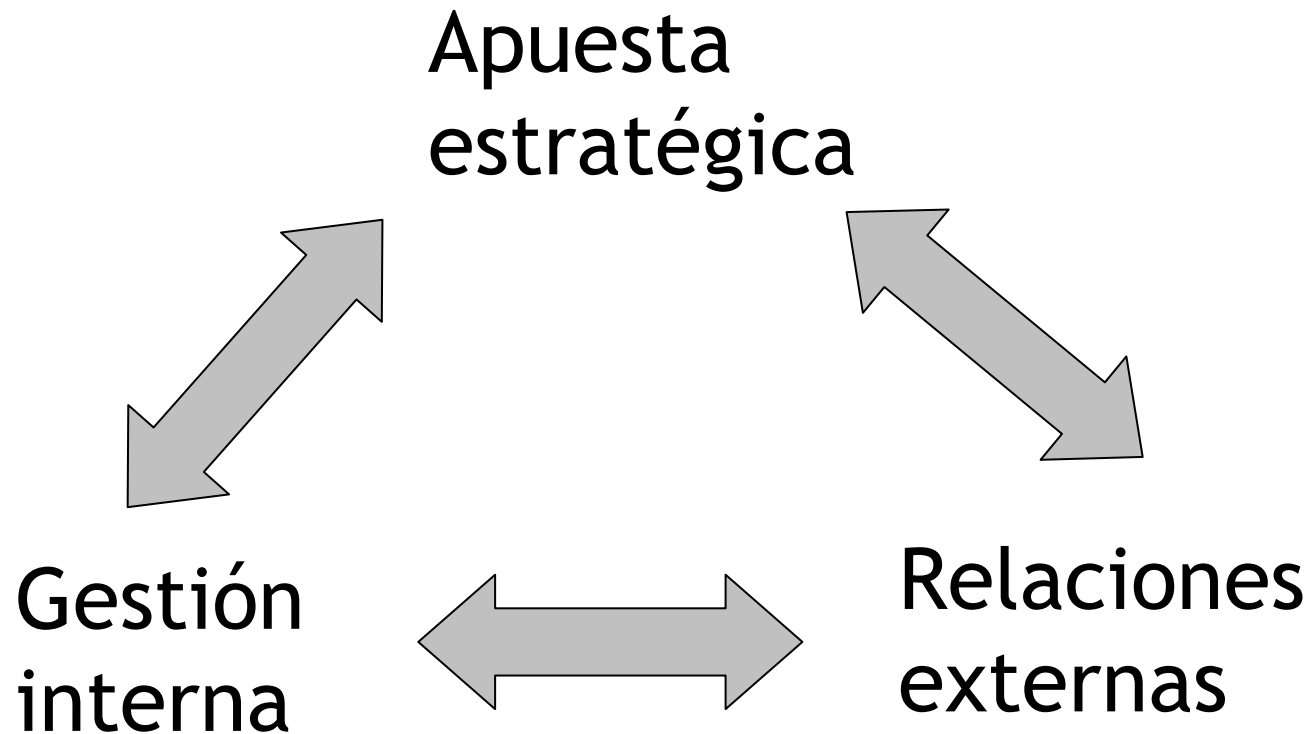 Apuesta
estratégica
Gestión
interna
Relaciones
externas